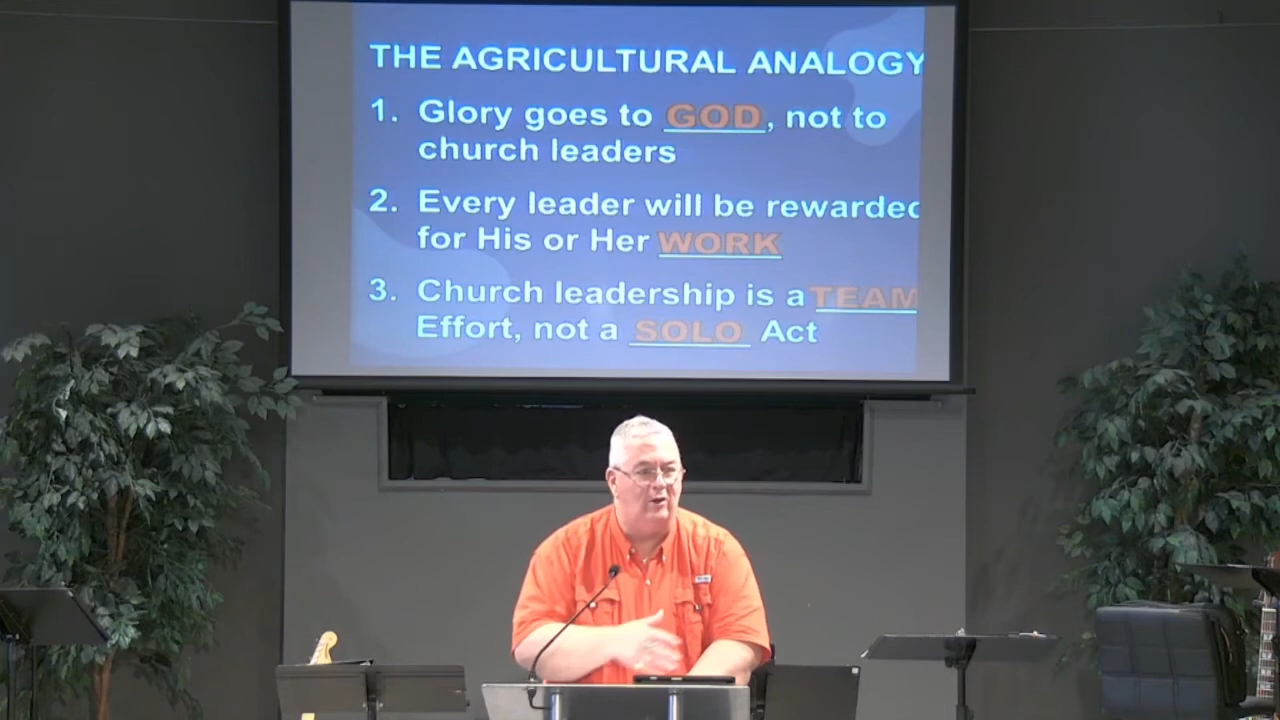 THE AGRICULTURAL ANALOGY
1. Glory goes to GOD, not to
church leaders
2. Every leader will be rewarded
for His or Her WORK
3. Church leadership is a TEAM
Effort, not a SOLO Act